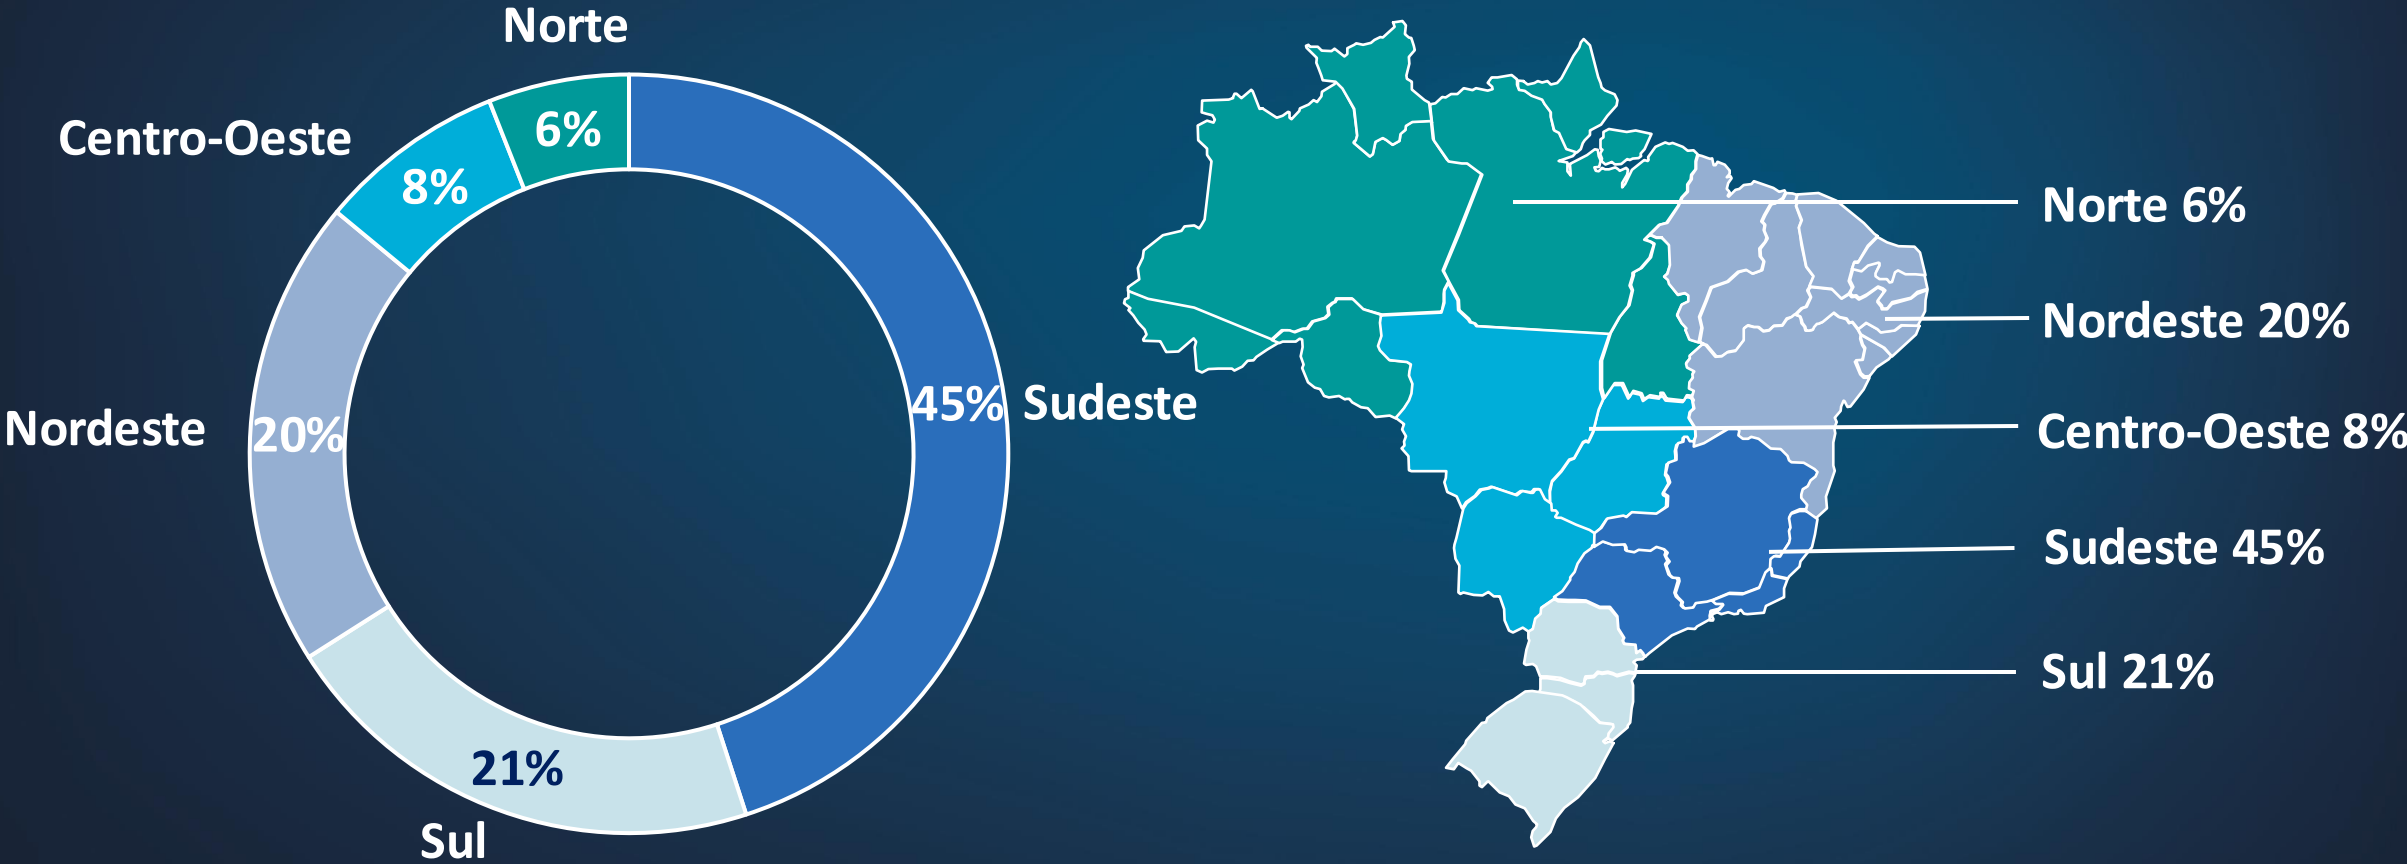 Norte
6%
Centro-Oeste
8%
45%
Sudeste
Nordeste
20%
21%
Sul
Norte 6%
Nordeste 20%
Centro-Oeste 8%
Sudeste 45%
Sul 21%